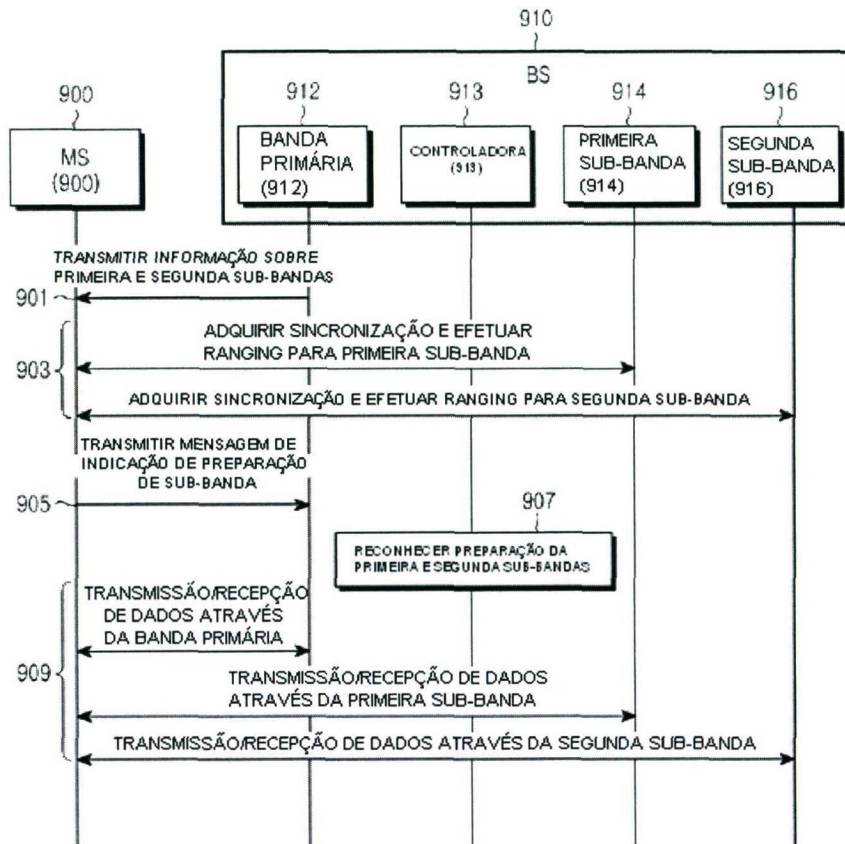 910
BS
900
912
913
914
916
MS
(900)
BANDA
PRIMÁRIA
(912)
CONTROLADORA
(913)
PRIMEIRA
SUB-BANDA
(914)
SEGUNDA
SUB-BANDA
(916)
TRANSMITIR INFORMAÇÃO SOBRE
PRIMEIRA E SEGUNDA SUB-BANDAS
901
ADQUIRIR SINCRONIZAÇÃO E EFETUAR
RANGING PARA PRIMEIRA SUB-BANDA
903
ADQUIRIR SINCRONIZAÇÃO E EFETUAR RANGING PARA SEGUNDA SUB-BANDA
TRANSMITIR MENSAGEM DE
INDICAÇÃO DE PREPARAÇÃO
DE SUB-BANDA
905
907
RECONHECER PREPARAÇÃO DA
PRIMEIRA E SEGUNDA SUB-BANDAS
TRANSMISSÃO/RECEPÇÃO
DE DADOS ATRAVÉS
DA BANDA PRIMÁRIA
909
TRANSMISSÃO/RECEPÇÃO DE DADOS
ATRAVÉS DA PRIMEIRA SUB-BANDA
TRANSMISSÃO/RECEPÇÃO DE DADOS ATRAVÉS DA SEGUNDA SUB-BANDA